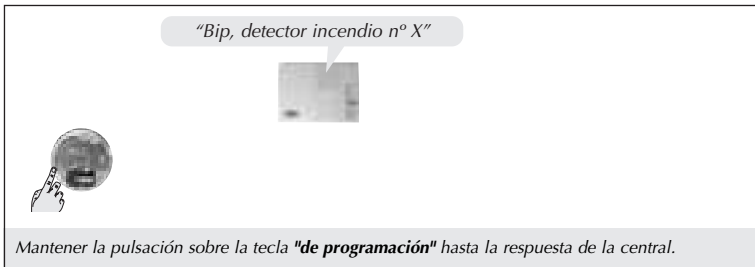 “Bip, detector incendio nº X”
Mantener la pulsación sobre la tecla "de programación" hasta la respuesta de la central.